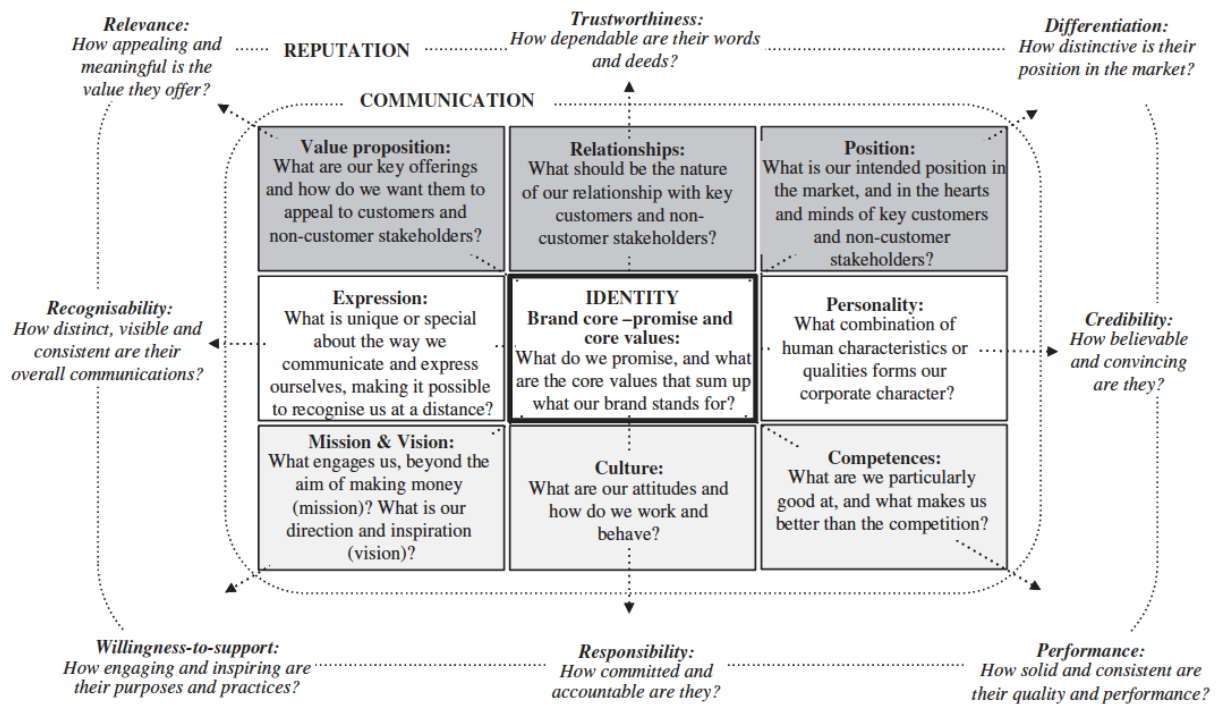 Relevance:
How appealing and
meaningful is the
value they offer?
REPUTATION
Trustworthiness:
How dependable are their words
and deeds?
Differentiation:
How distinctive is their
position in the market?
COMMUNICATION
Value proposition:
What are our key offerings
and how do we want them to
appeal to customers and
non-customer stakeholders?
Relationships:
What should be the nature
of our relationship with key
customers and non-
customer stakeholders?
Position:
What is our intended position in
the market, and in the hearts
and minds of key customers
and non-customer
stakeholders?
Recognisability:
How distinct, visible and
consistent are their
overall communications?
Expression:
What is unique or special
about the way we
communicate and express
ourselves, making it possible
to recognise us at a distance?
IDENTITY
Brand core –promise and
core values:
What do we promise, and what
are the core values that sum up
what our brand stands for?
Personality:
What combination of
human characteristics or
qualities forms our
corporate character?
Credibility:
How believable
and convincing
are they?
Mission & Vision:
What engages us, beyond the
aim of making money
(mission)? What is our
direction and inspiration
(vision)?
Culture:
What are our attitudes and
how do we work and
behave?
Competences:
What are we particularly
good at, and what makes us
better than the competition?
Willingness-to-support:
How engaging and inspiring are
their purposes and practices?
Responsibility:
How committed and
accountable are they?
Performance:
How solid and consistent are
their quality and performance?